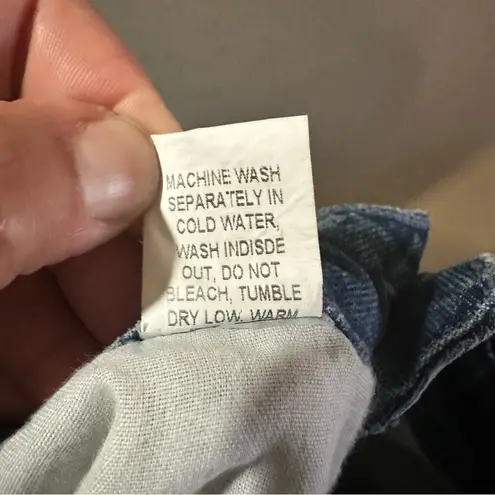 MACHINE WASH
SEPARATELY IN
COLD WATER,
WASH INDISDE
OUT, DO NOT
BLEACH, TUMBLE
DRY LOW. WARM